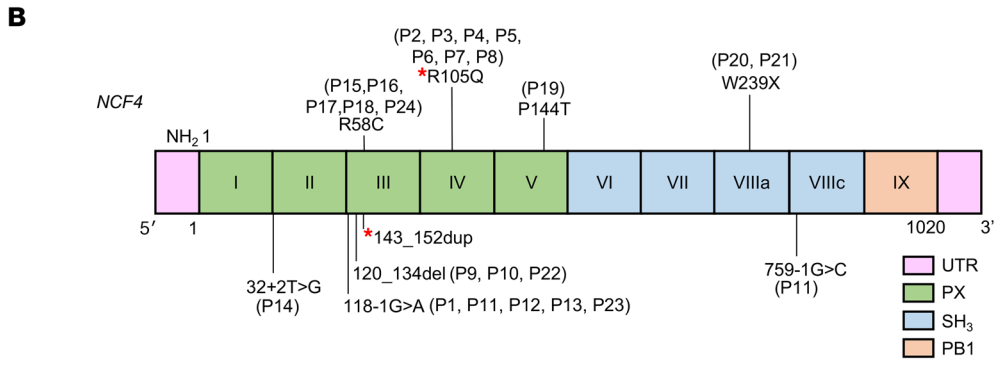 B
(P2, P3, P4, P5,
P6, P7, P8)
*R105Q
(P20, P21)
W239X
(P15,P16,
P17,P18, P24)
R58C
(P19)
P144T
NCF4
NH2 1
I II III IV V VI VII VIIIa VIIIc IX
5′ 1 1020 3′
*143_152dup
120_134del (P9, P10, P22)
118-1G>A (P1, P11, P12, P13, P23)
32+2T>G
(P14)
759-1G>C
(P11)
UTR
PX
SH3
PB1